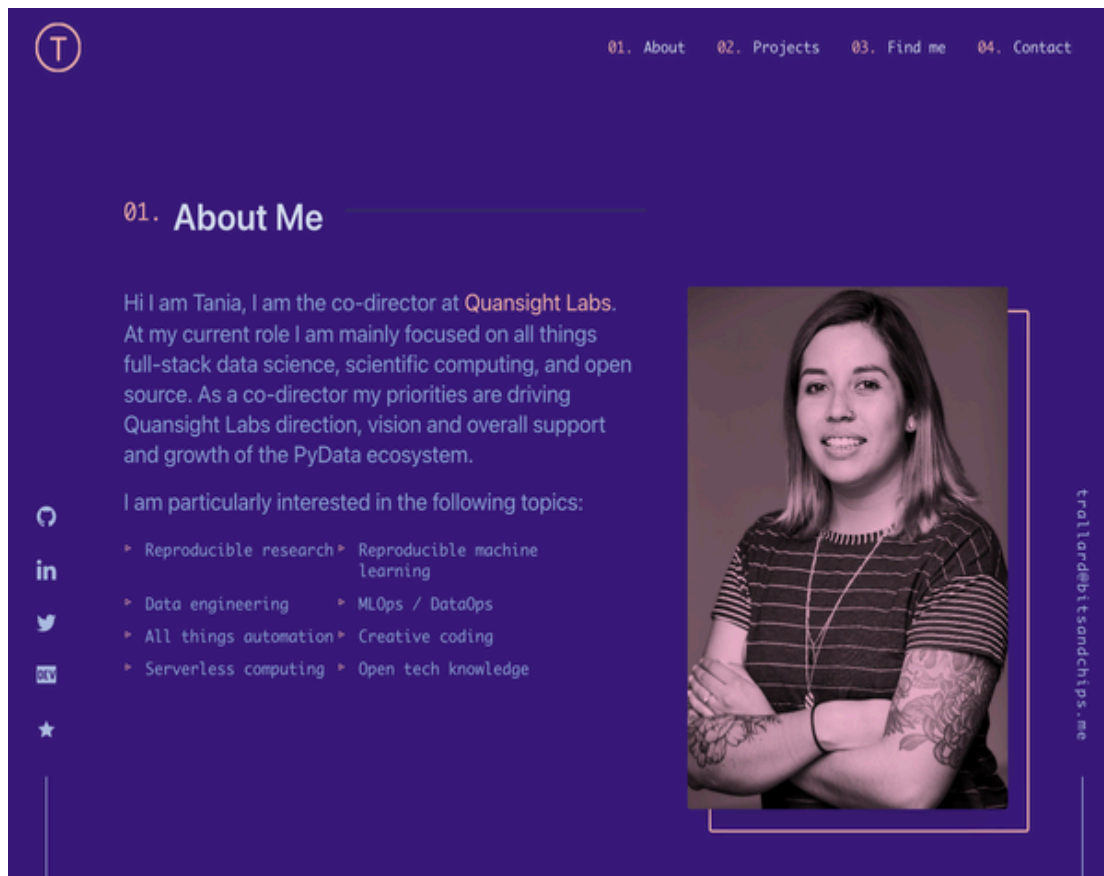 T
01. About 02. Projects 03. Find me 04. Contact
01. About Me
Hi I am Tania, I am the co-director at Quansight Labs.
At my current role I am mainly focused on all things
full-stack data science, scientific computing, and open
source. As a co-director my priorities are driving
Quansight Labs direction, vision and overall support
and growth of the PyData ecosystem.
I am particularly interested in the following topics:
Reproducible research
Reproducible machine
learning
Data engineering
MLOps / DataOps
All things automation
Creative coding
Serverless computing
Open tech knowledge
in
DEV
trallard@bitsandchips.me